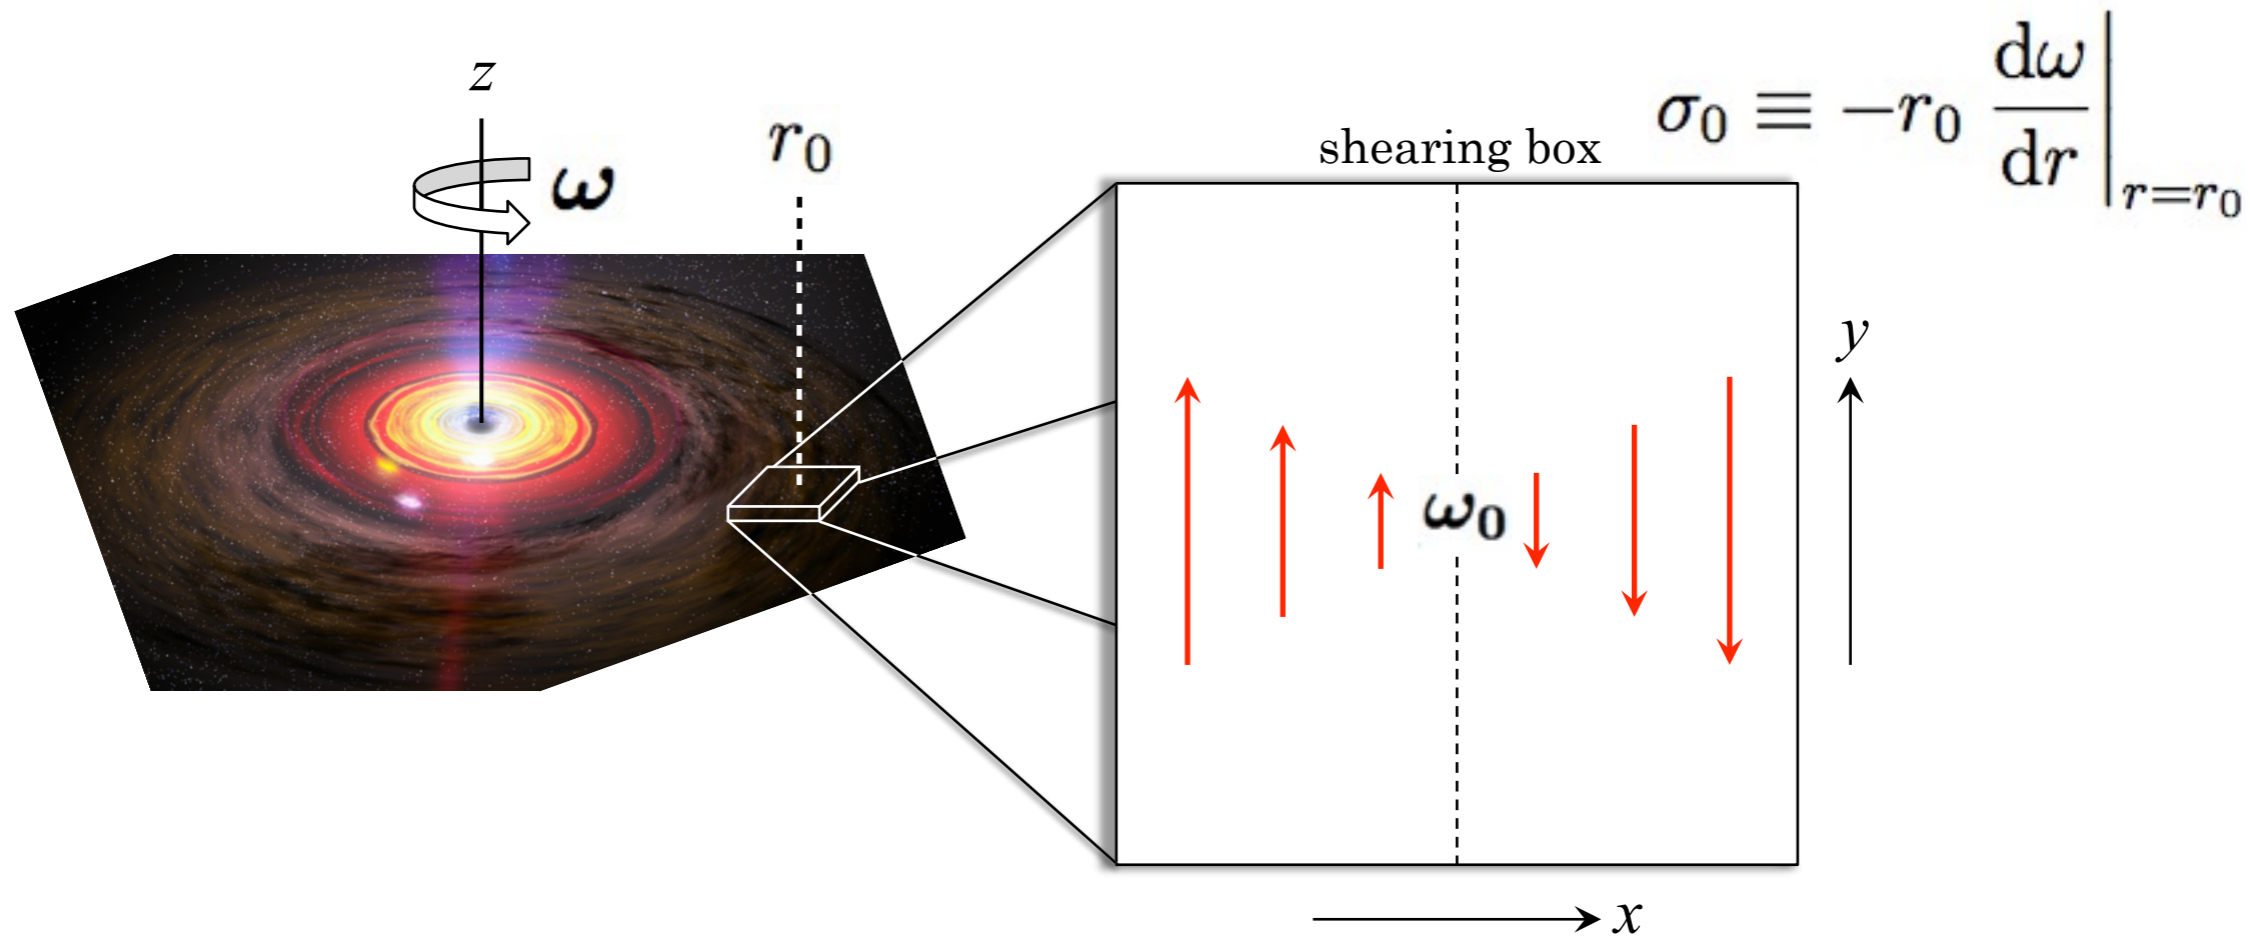 z
ω
r₀
shearing box
σ₀ ≡ −r₀ dω/dr|r=r₀
ω₀
y
x